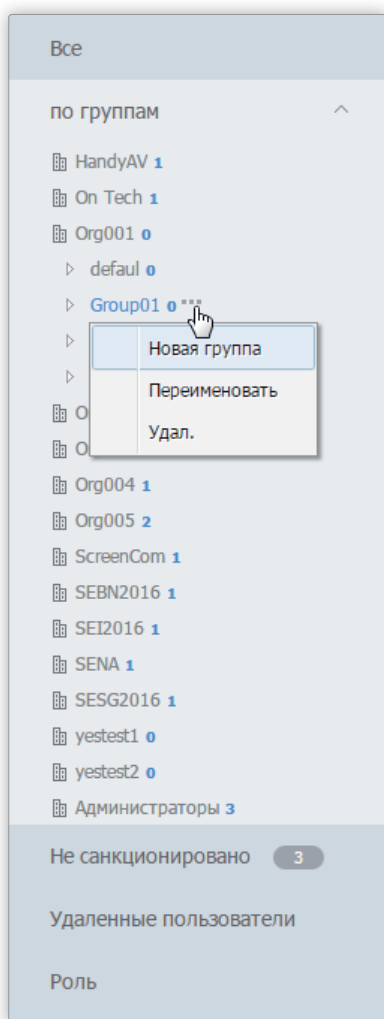 Все
по группам
HandyAV 1
On Tech 1
Org001 0
defaul 0
Group01 0
Новая группа
Переименовать
Удал.
Org004 1
Org005 2
ScreenCom 1
SEBN2016 1
SEI2016 1
SENA 1
SESG2016 1
yestest1 0
yestest2 0
Администраторы 3
Не санкционировано 3
Удаленные пользователи
Роль